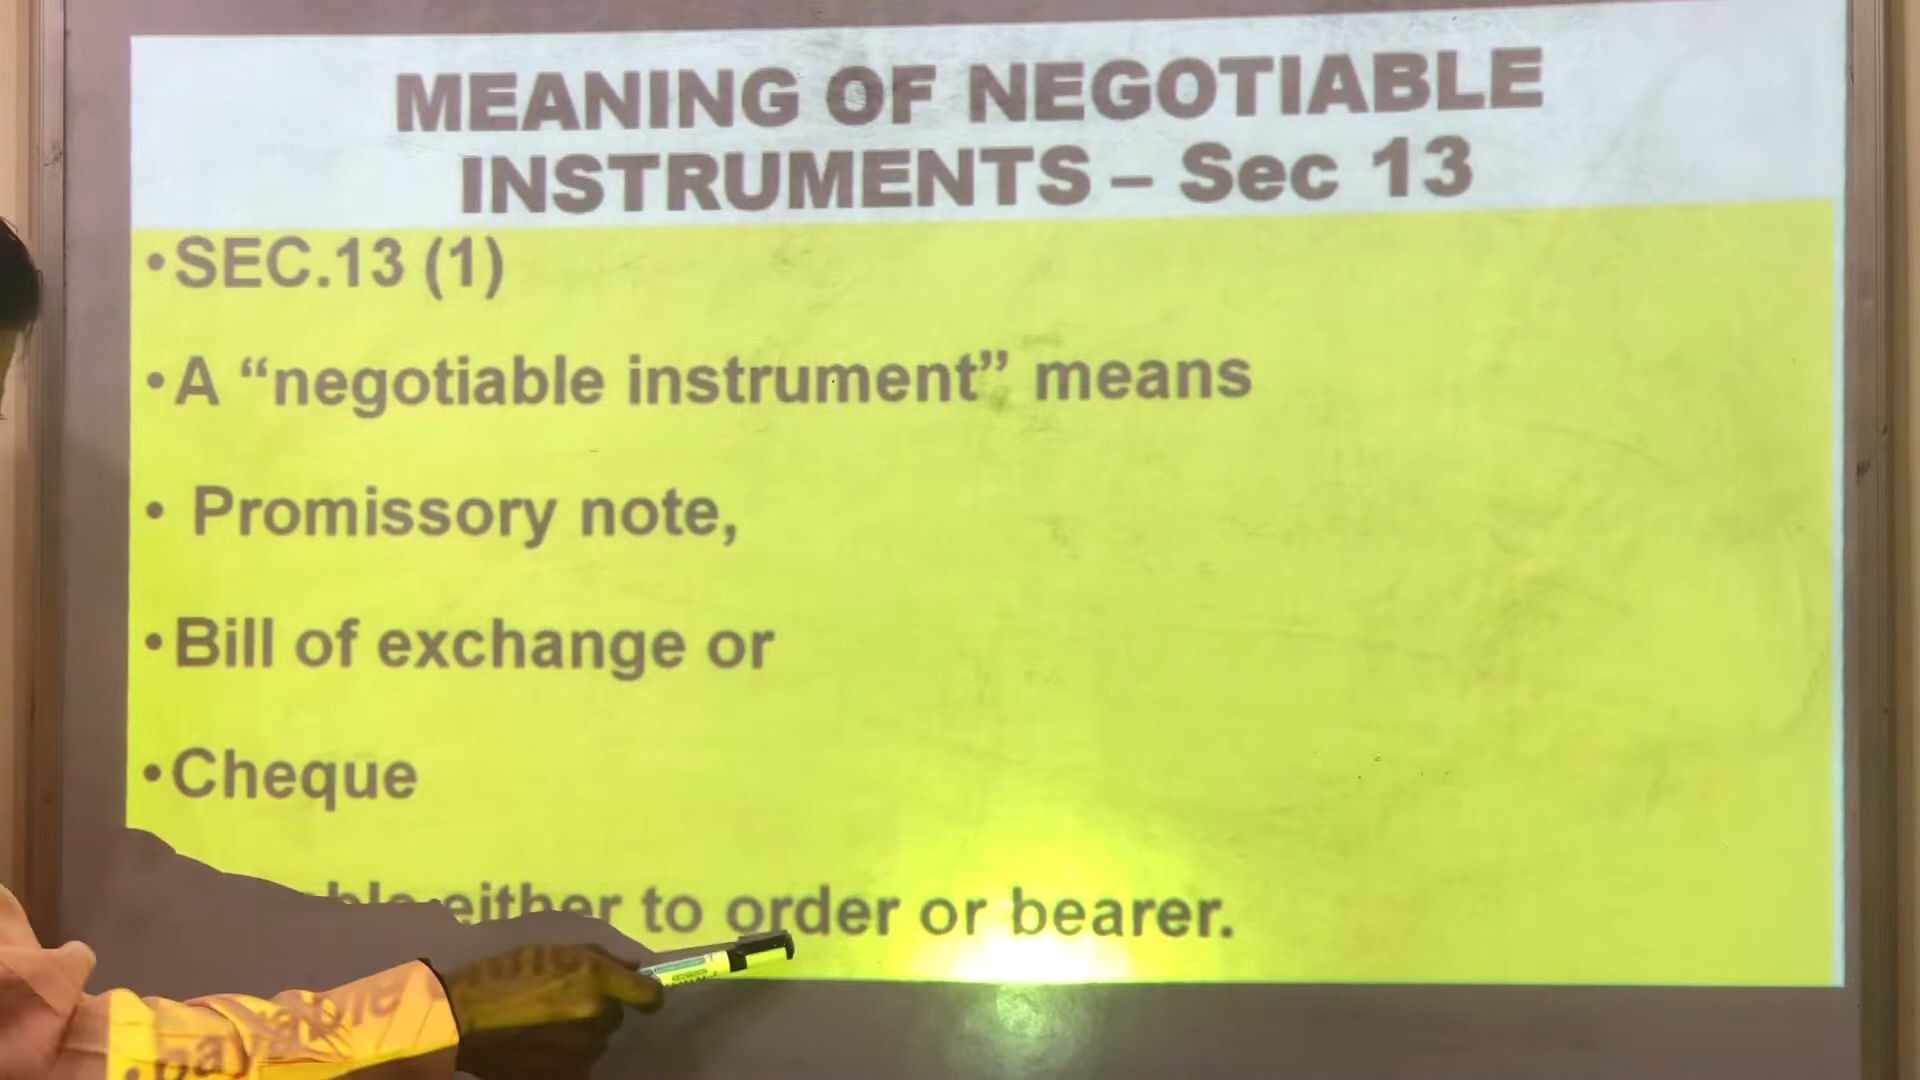 MEANING OF NEGOTIABLE
INSTRUMENTS – Sec 13
•SEC.13 (1)
•A “negotiable instrument” means
• Promissory note,
•Bill of exchange or
•Cheque
•payable either to order or bearer.